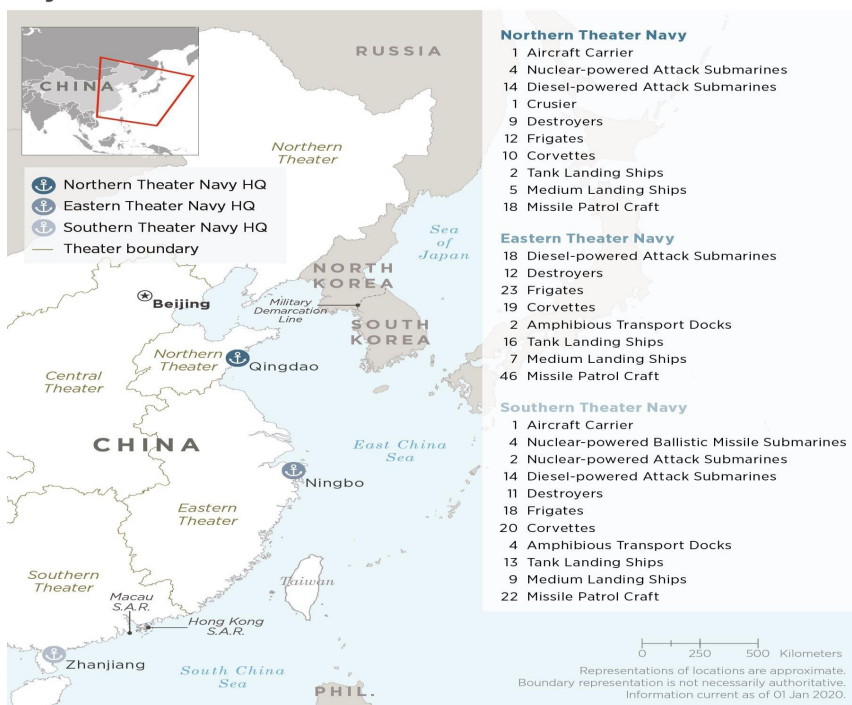 RUSSIA
CHINA
Northern
Theater
Northern Theater Navy HQ
Eastern Theater Navy HQ
Southern Theater Navy HQ
Theater boundary
Sea
of
Japan
NORTH
KOREA
Beijing
Military
Demarcation
Line
SOUTH
KOREA
Northern
Theater
Qingdao
Central
Theater
CHINA
East China
Sea
Ningbo
Eastern
Theater
Southern
Theater
Taiwan
Macau
S.A.R.
Hong Kong
S.A.R.
Zhanjiang
South China
Sea
PHIL.
Northern Theater Navy
1 Aircraft Carrier
4 Nuclear-powered Attack Submarines
14 Diesel-powered Attack Submarines
1 Crusier
9 Destroyers
12 Frigates
10 Corvettes
2 Tank Landing Ships
5 Medium Landing Ships
18 Missile Patrol Craft
Eastern Theater Navy
18 Diesel-powered Attack Submarines
12 Destroyers
23 Frigates
19 Corvettes
2 Amphibious Transport Docks
16 Tank Landing Ships
7 Medium Landing Ships
46 Missile Patrol Craft
Southern Theater Navy
1 Aircraft Carrier
4 Nuclear-powered Ballistic Missile Submarines
2 Nuclear-powered Attack Submarines
14 Diesel-powered Attack Submarines
11 Destroyers
18 Frigates
20 Corvettes
4 Amphibious Transport Docks
13 Tank Landing Ships
9 Medium Landing Ships
22 Missile Patrol Craft
0 250 500 Kilometers
Representations of locations are approximate.
Boundary representation is not necessarily authoritative.
Information current as of 01 Jan 2020.